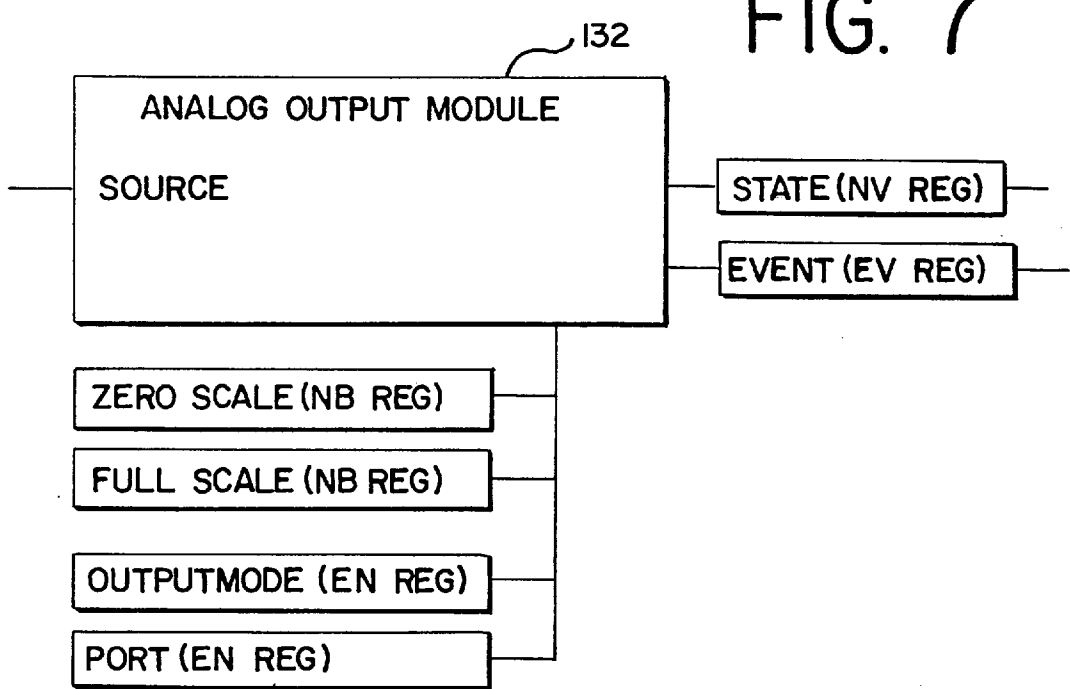 FIG. 7
132
ANALOG OUTPUT MODULE
SOURCE
STATE (NV REG)
EVENT (EV REG)
ZERO SCALE (NB REG)
FULL SCALE (NB REG)
OUTPUTMODE (EN REG)
PORT (EN REG)